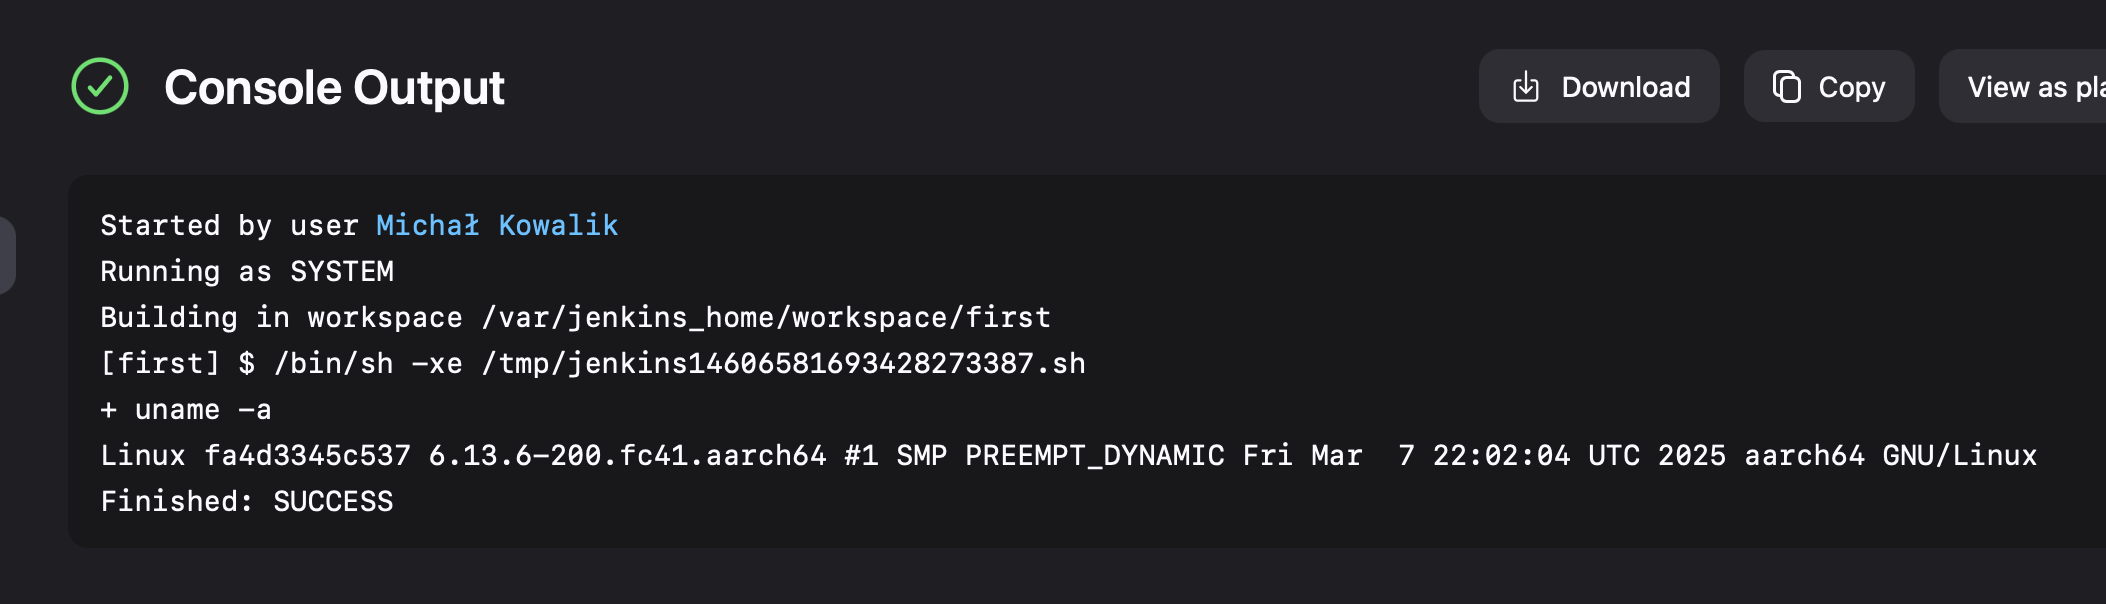 Console Output
Download
Copy
View as
Started by user Michał Kowalik
Running as SYSTEM
Building in workspace /var/jenkins_home/workspace/first
[first] $ /bin/sh -xe /tmp/jenkins14606581693428273387.sh
+ uname -a
Linux fa4d3345c537 6.13.6-200.fc41.aarch64 #1 SMP PREEMPT_DYNAMIC Fri Mar  7 22:02:04 UTC 2025 aarch64 GNU/Linux
Finished: SUCCESS